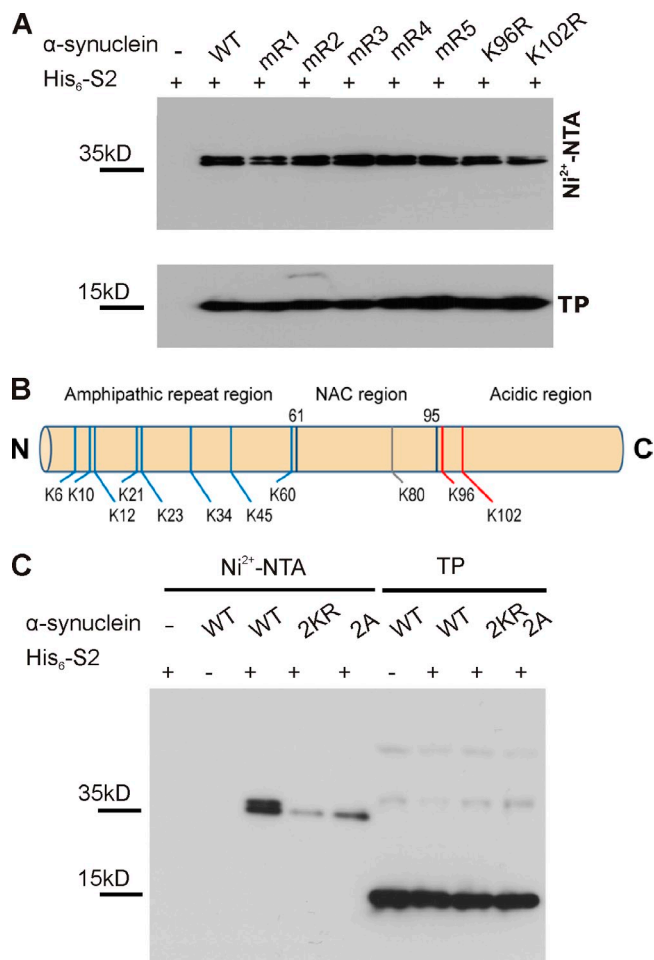 A
α-synuclein - WT mR1 mR2 mR3 mR4 mR5 K96R K102R
His₆-S2 + + + + + + + + +
35kD
Ni²⁺-NTA
15kD
TP
B
Amphipathic repeat region NAC region Acidic region
61 95
N C
K6 K10 K21 K60 K80 K96
K12 K23 K34 K45 K102
C
Ni²⁺-NTA TP
α-synuclein - WT WT 2KR 2A WT WT 2KR 2A
His₆-S2
+ - + + + - + + +
35kD
15kD